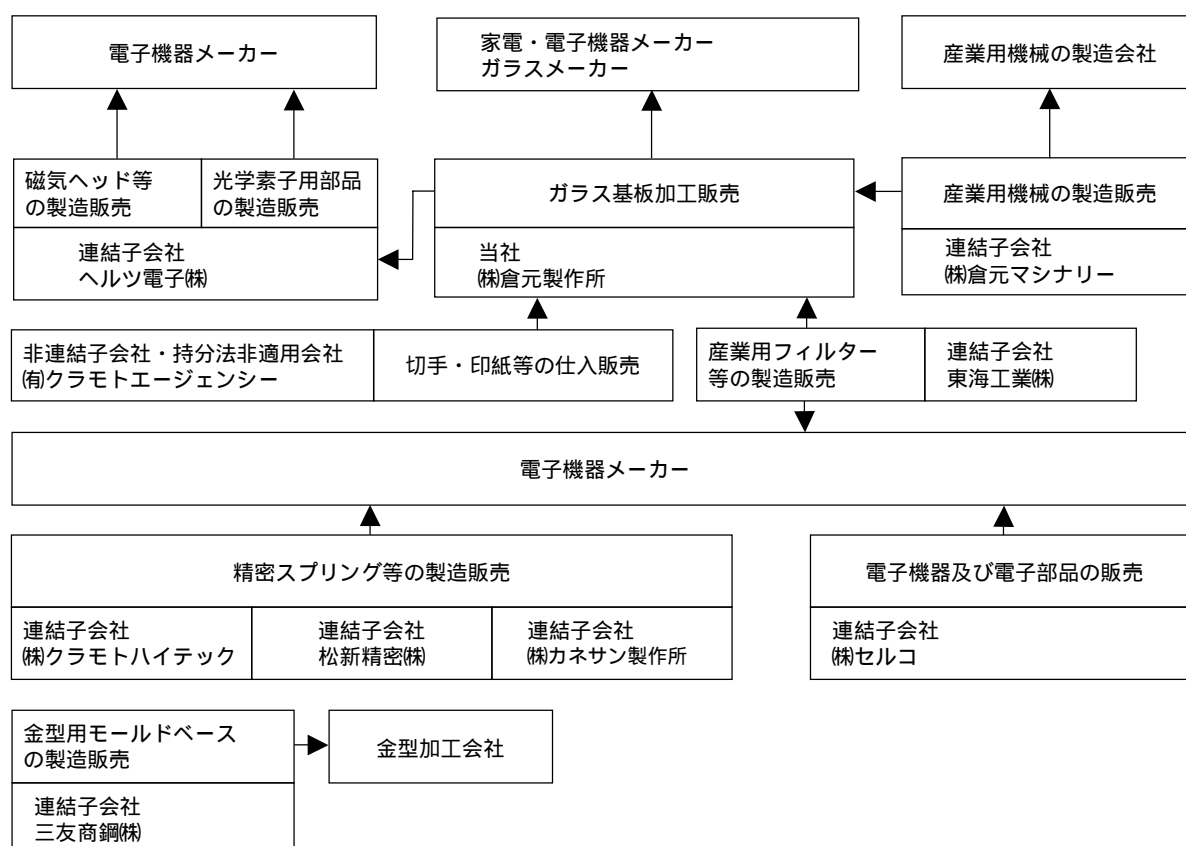 電子機器メーカー
家電・電子機器メーカー
ガラスメーカー
産業用機械の製造会社
磁気ヘッド等
の製造販売
光学素子用部品
の製造販売
ガラス基板加工販売
産業用機械の製造販売
連結子会社
ヘルツ電子㈱
当社
㈱倉元製作所
連結子会社
㈱倉元マシナリー
非連結子会社・持分法非適用会社
㈲クラモトエージェンシー
切手・印紙等の仕入販売
産業用フィルター
等の製造販売
連結子会社
東海工業㈱
電子機器メーカー
精密スプリング等の製造販売
電子機器及び電子部品の販売
連結子会社
㈱クラモトハイテック
連結子会社
松新精密㈱
連結子会社
㈱カネサン製作所
連結子会社
㈱セルコ
金型用モールドベース
の製造販売
金型加工会社
連結子会社
三友商鋼㈱